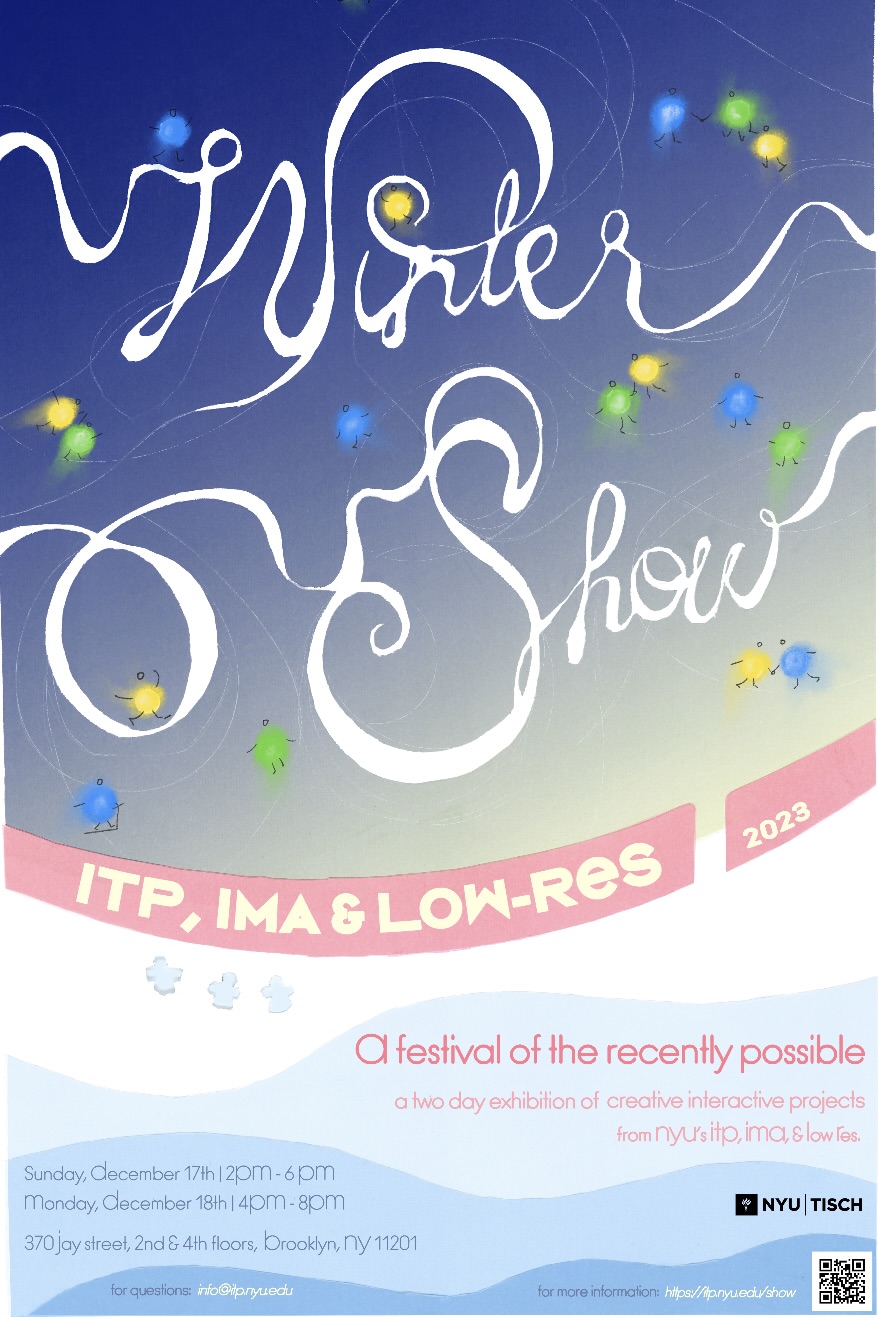 Winter
Show
ITP, IMA & LOW-Res
2023
a festival of the recently possible
a two day exhibition of creative interactive projects
from nyu's itp, ima, & low res.
Sunday, december 17th | 2pm - 6pm
monday, december 18th | 4pm - 8pm
370 jay street, 2nd & 4th floors, brooklyn, ny 11201
NYU | TISCH
for questions: info@itp.nyu.edu
for more information: https://itp.nyu.edu/show